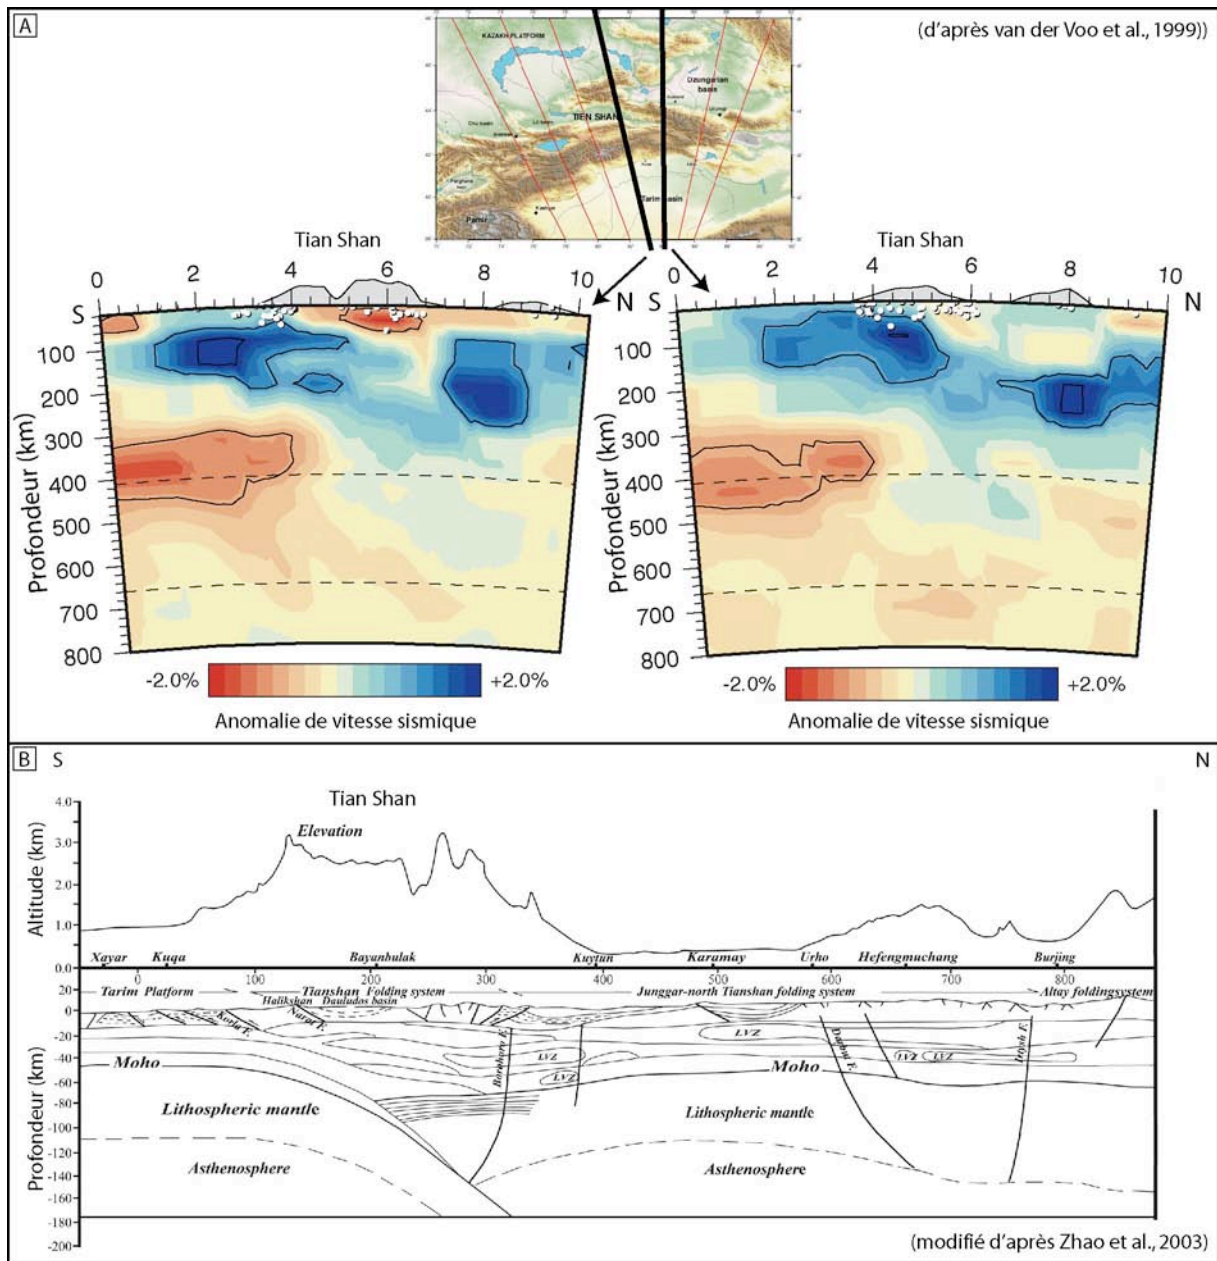 A
(d'après van der Voo et al., 1999))
KAZAKH PLATFORM
Dzungarian
basin
TIEN SHAN
Tarim basin
Pamir
Tian Shan
0 2 4 6 8 10
S N
100
200
300
400
500
600
700
800
Profondeur (km)
-2.0% +2.0%
Anomalie de vitesse sismique
Tian Shan
0 2 4 6 8 10
S N
100
200
300
400
500
600
700
800
Profondeur (km)
-2.0% +2.0%
Anomalie de vitesse sismique
B S N
Tian Shan
4.0
3.0
2.0
1.0
0.0
Altitude (km)
Elevation
Xayar Kuqa Bayanbulak Kuytun Karamay Urho Hefengmuchang Burjing
0 100 200 300 400 500 600 700 800
Tarim Platform Tianshan Folding system Junggar-north Tianshan folding system Altay foldingsystem
Halikshan Dauludos basin
20
0
-20
-40
-60
-80
-100
-120
-140
-160
-180
-200
Profondeur (km)
LVZ
LVZ
LVZ
LVZ
LVZ
Moho
Moho
Lithospheric mantle
Lithospheric mantle
Asthenosphere
Asthenosphere
(modifié d'après Zhao et al., 2003)